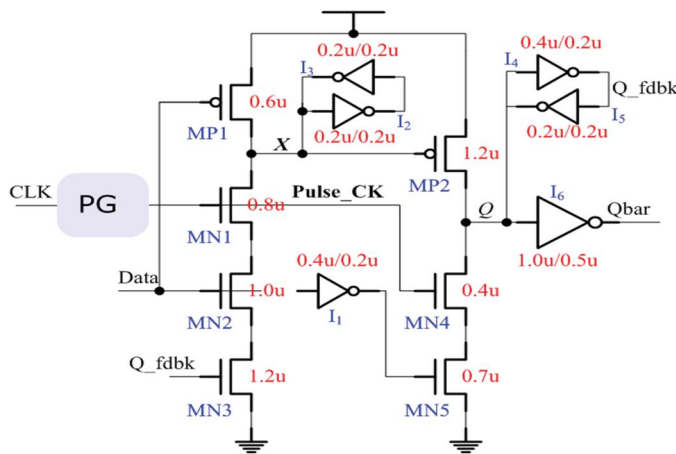 0.2u/0.2u
0.4u/0.2u
I3
I4
Q_fdbk
0.6u
I2
I5
MP1
0.2u/0.2u
0.2u/0.2u
X
1.2u
MP2
CLK
PG
Pulse_CK
Q
I6
Qbar
0.8u
MN1
0.4u/0.2u
1.0u/0.5u
Data
1.0u
0.4u
MN2
I1
MN4
Q_fdbk
1.2u
0.7u
MN3
MN5